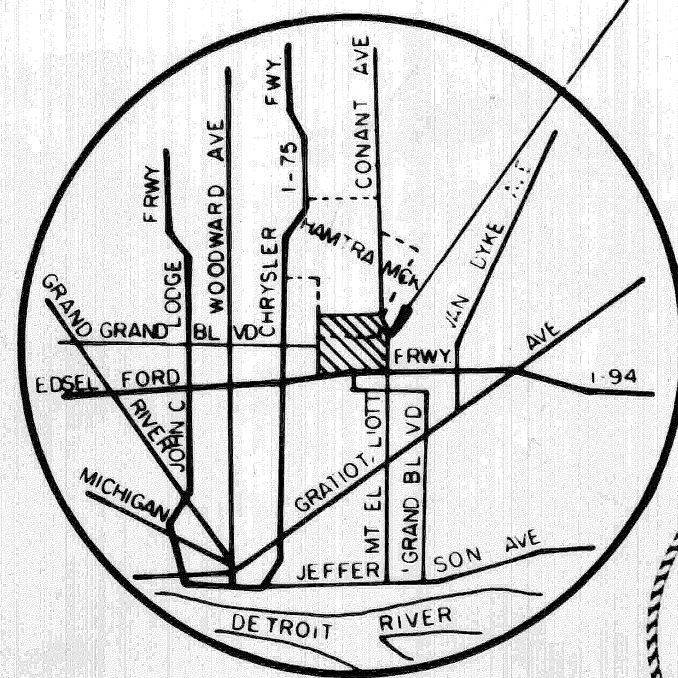 CONANT AVE
FWY.
I-75
CHRYSLER
WOODWARD AVE
FRWY
LODGE
JOHN C
HAMTRAMCK
VAN DYKE AVE
GRAND
RIVER
GRAND BLVD
FRWY.
EDSEL FORD
I-94
AVE
GRATIOT
MICHIGAN
MT ELLIOTT
GRAND BLVD
JEFFERSON AVE
DETROIT RIVER